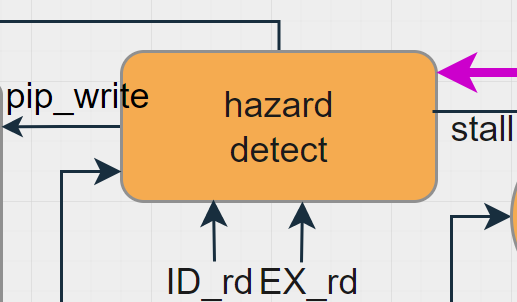 pip_write
hazard
detect
stall
ID_rd
EX_rd